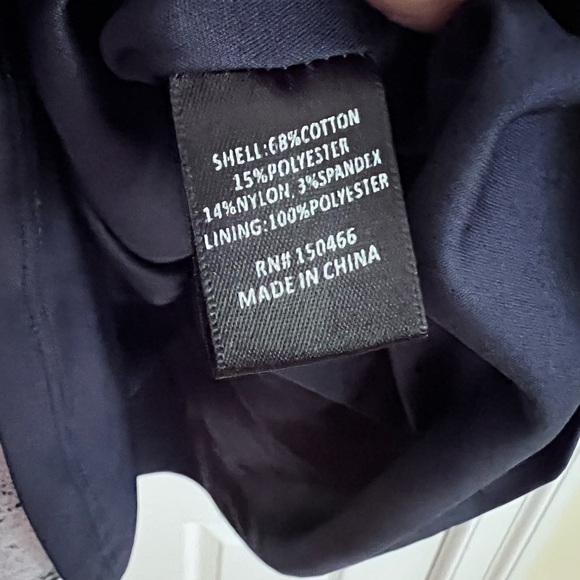 SHELL:68%COTTON
15%POLYESTER
14%NYLON, 3%SPANDEX
LINING:100%POLYESTER
RN# 150466
MADE IN CHINA